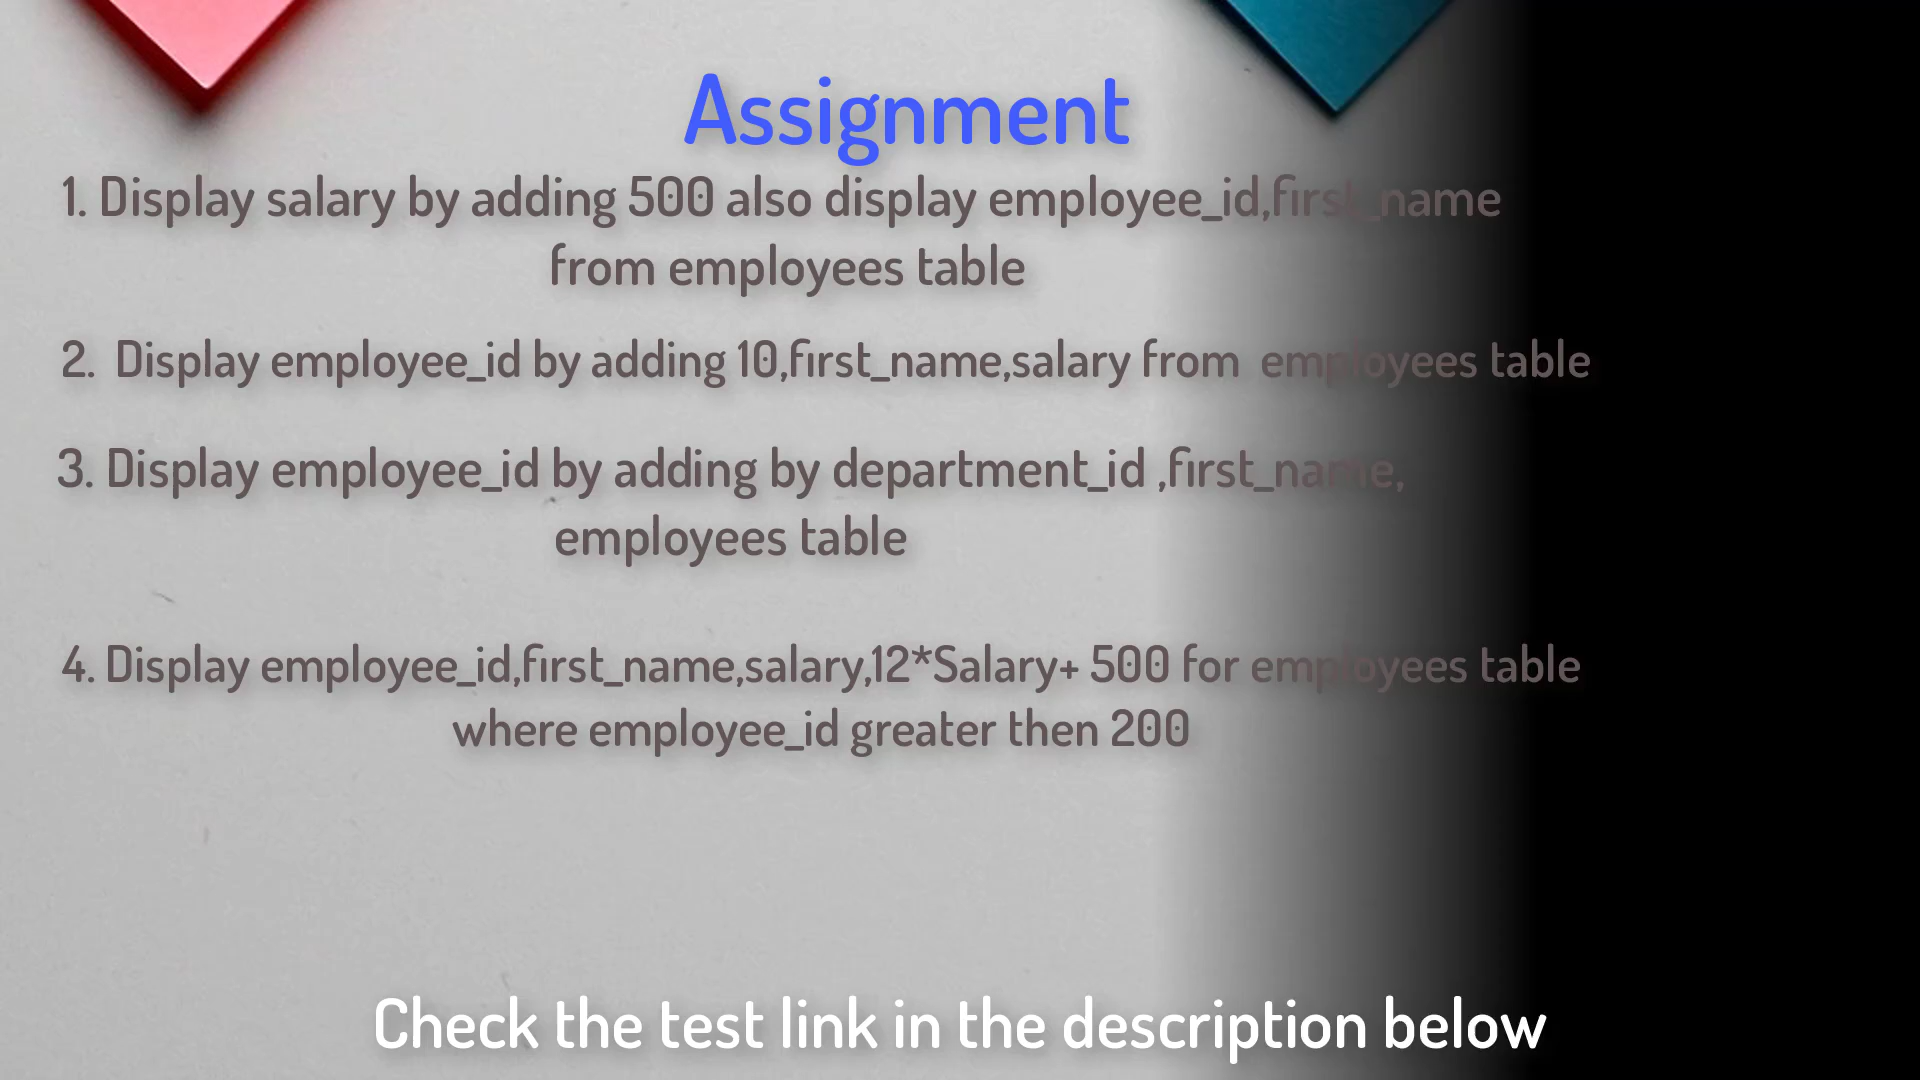 Assignment
1. Display salary by adding 500 also display employee_id,first_name
from employees table
2. Display employee_id by adding 10,first_name,salary from employees table
3. Display employee_id by adding by department_id ,first_name,
employees table
4. Display employee_id,first_name,salary,12*Salary+ 500 for employees table
where employee_id greater then 200
Check the test link in the description below